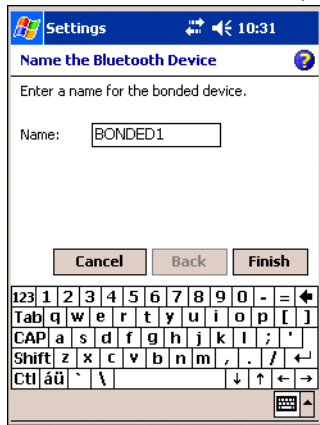 Settings 10:31
Name the Bluetooth Device ?
Enter a name for the bonded device.
Name: BONDED1
Cancel Back Finish
123 1 2 3 4 5 6 7 8 9 0 - =
Tab q w e r t y u i o p [ ]
CAP a s d f g h j k l ; '
Shift z x c v b n m , . /
Ctl áü ` \